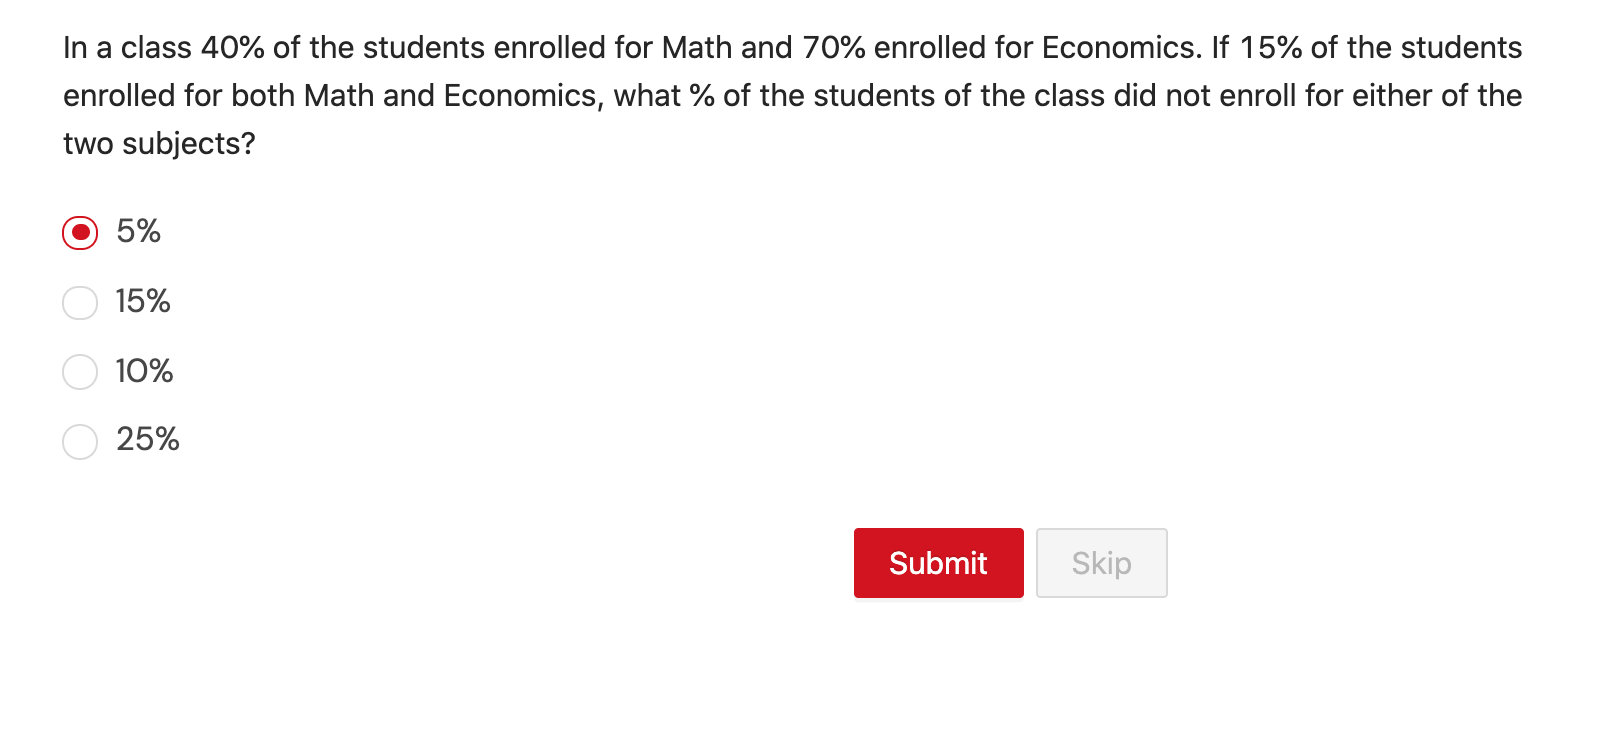 In a class 40% of the students enrolled for Math and 70% enrolled for Economics. If 15% of the students
enrolled for both Math and Economics, what % of the students of the class did not enroll for either of the
two subjects?
5%
15%
10%
25%
Submit
Skip